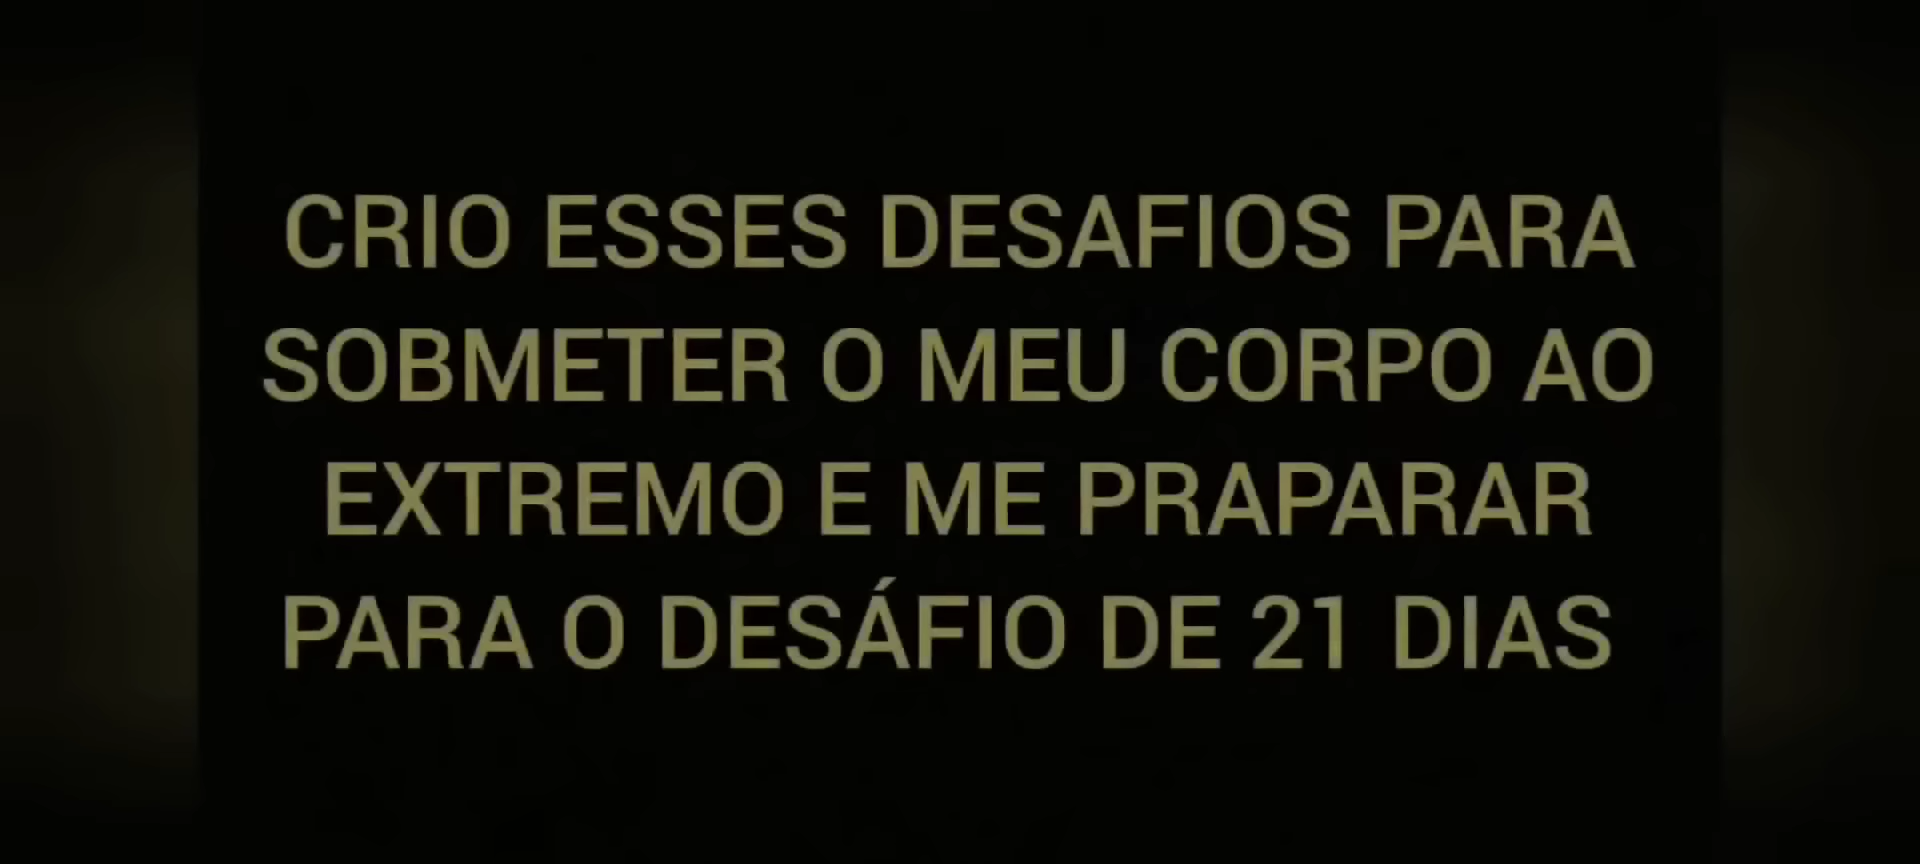 CRIO ESSES DESAFIOS PARA
SOBMETER O MEU CORPO AO
EXTREMO E ME PRAPARAR
PARA O DESÁFIO DE 21 DIAS